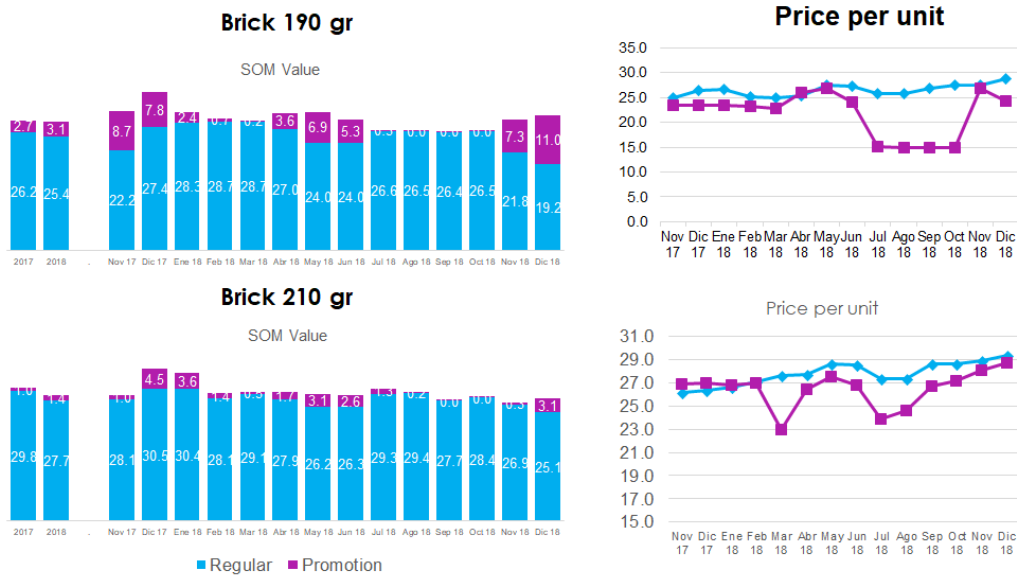 Brick 190 gr
SOM Value
2.7 3.1 8.7 7.8 2.4 0.7 0.2 3.6 6.9 5.3 0.3 0.0 0.0 0.0 7.3 11.0
26.2 25.4 22.2 27.4 28.3 28.7 28.7 27.0 24.0 24.0 26.6 26.5 26.4 26.5 21.8 19.2
2017 2018 . Nov 17 Dic 17 Ene 18 Feb 18 Mar 18 Abr 18 May 18 Jun 18 Jul 18 Ago 18 Sep 18 Oct 18 Nov 18 Dic 18
Price per unit
35.0
30.0
25.0
20.0
15.0
10.0
5.0
0.0
Nov Dic Ene Feb Mar Abr May Jun Jul Ago Sep Oct Nov Dic
17 17 18 18 18 18 18 18 18 18 18 18 18 18
Brick 210 gr
SOM Value
1.0 1.4 1.0 4.5 3.6 1.4 0.5 1.7 3.1 2.6 1.3 0.2 0.0 0.0 0.3 3.1
29.8 27.7 28.1 30.5 30.4 28.1 29.1 27.9 26.2 26.3 29.3 29.4 27.7 28.4 26.9 25.1
2017 2018 . Nov 17 Dic 17 Ene 18 Feb 18 Mar 18 Abr 18 May 18 Jun 18 Jul 18 Ago 18 Sep 18 Oct 18 Nov 18 Dic 18
Regular Promotion
Price per unit
31.0
29.0
27.0
25.0
23.0
21.0
19.0
17.0
15.0
Nov Dic Ene Feb Mar Abr May Jun Jul Ago Sep Oct Nov Dic
17 17 18 18 18 18 18 18 18 18 18 18 18 18